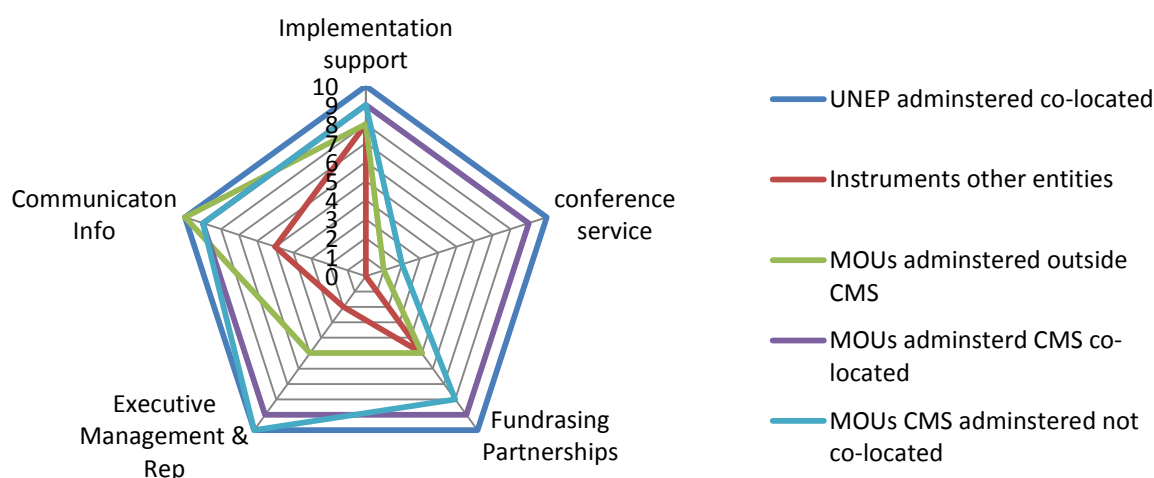 Implementation
support
10
9
8
7
6
5
4
3
2
1
0
conference
service
Fundrasing
Partnerships
Executive
Management &
Rep
Communicaton
Info
UNEP adminstered co-located
Instruments other entities
MOUs adminstered outside
CMS
MOUs adminsterd CMS co-
located
MOUs CMS adminstered not
co-located